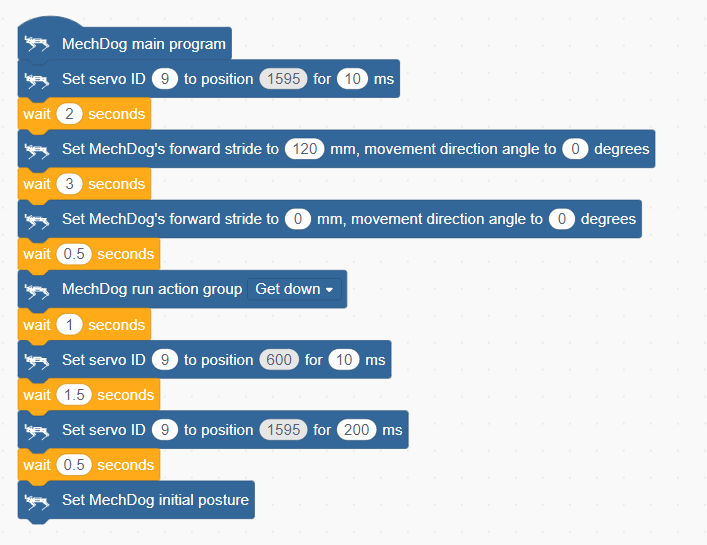 MechDog main program
Set servo ID 9 to position 1595 for 10 ms
wait 2 seconds
Set MechDog's forward stride to 120 mm, movement direction angle to 0 degrees
wait 3 seconds
Set MechDog's forward stride to 0 mm, movement direction angle to 0 degrees
wait 0.5 seconds
MechDog run action group Get down
wait 1 seconds
Set servo ID 9 to position 600 for 10 ms
wait 1.5 seconds
Set servo ID 9 to position 1595 for 200 ms
wait 0.5 seconds
Set MechDog initial posture